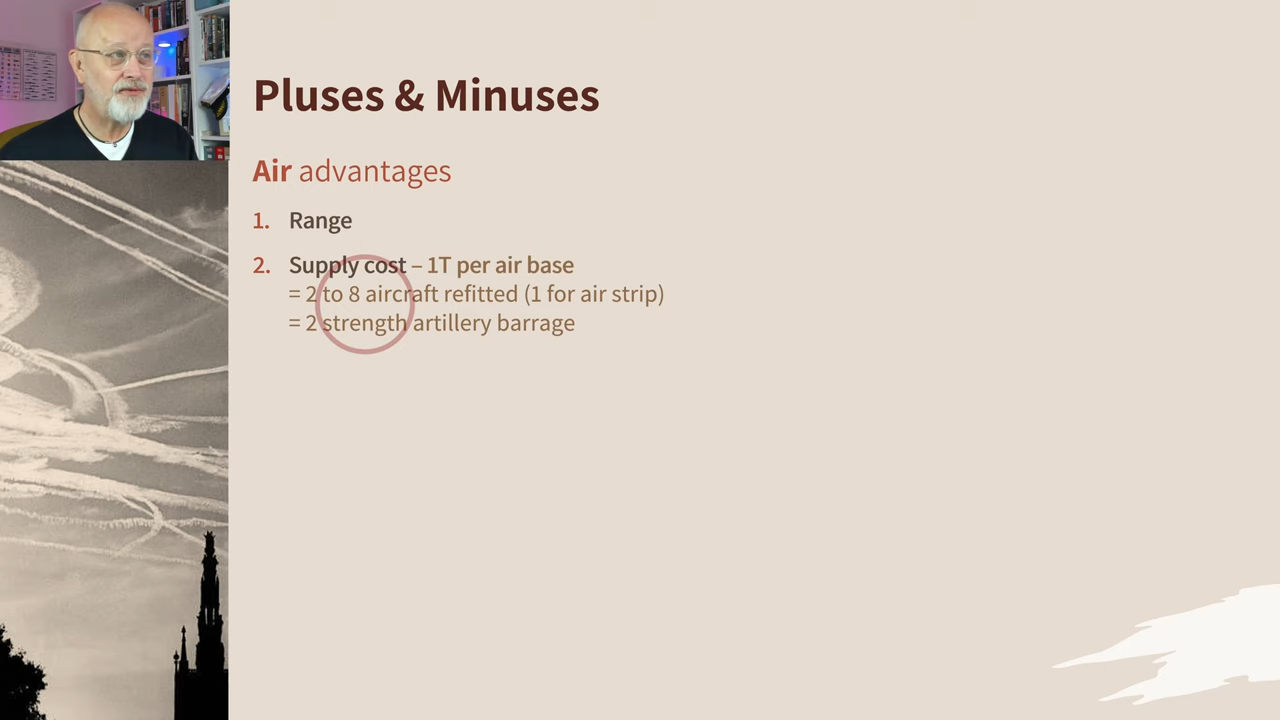 Pluses & Minuses
Air advantages
1. Range
2. Supply cost – 1T per air base
= 2 to 8 aircraft refitted (1 for air strip)
= 2 strength artillery barrage